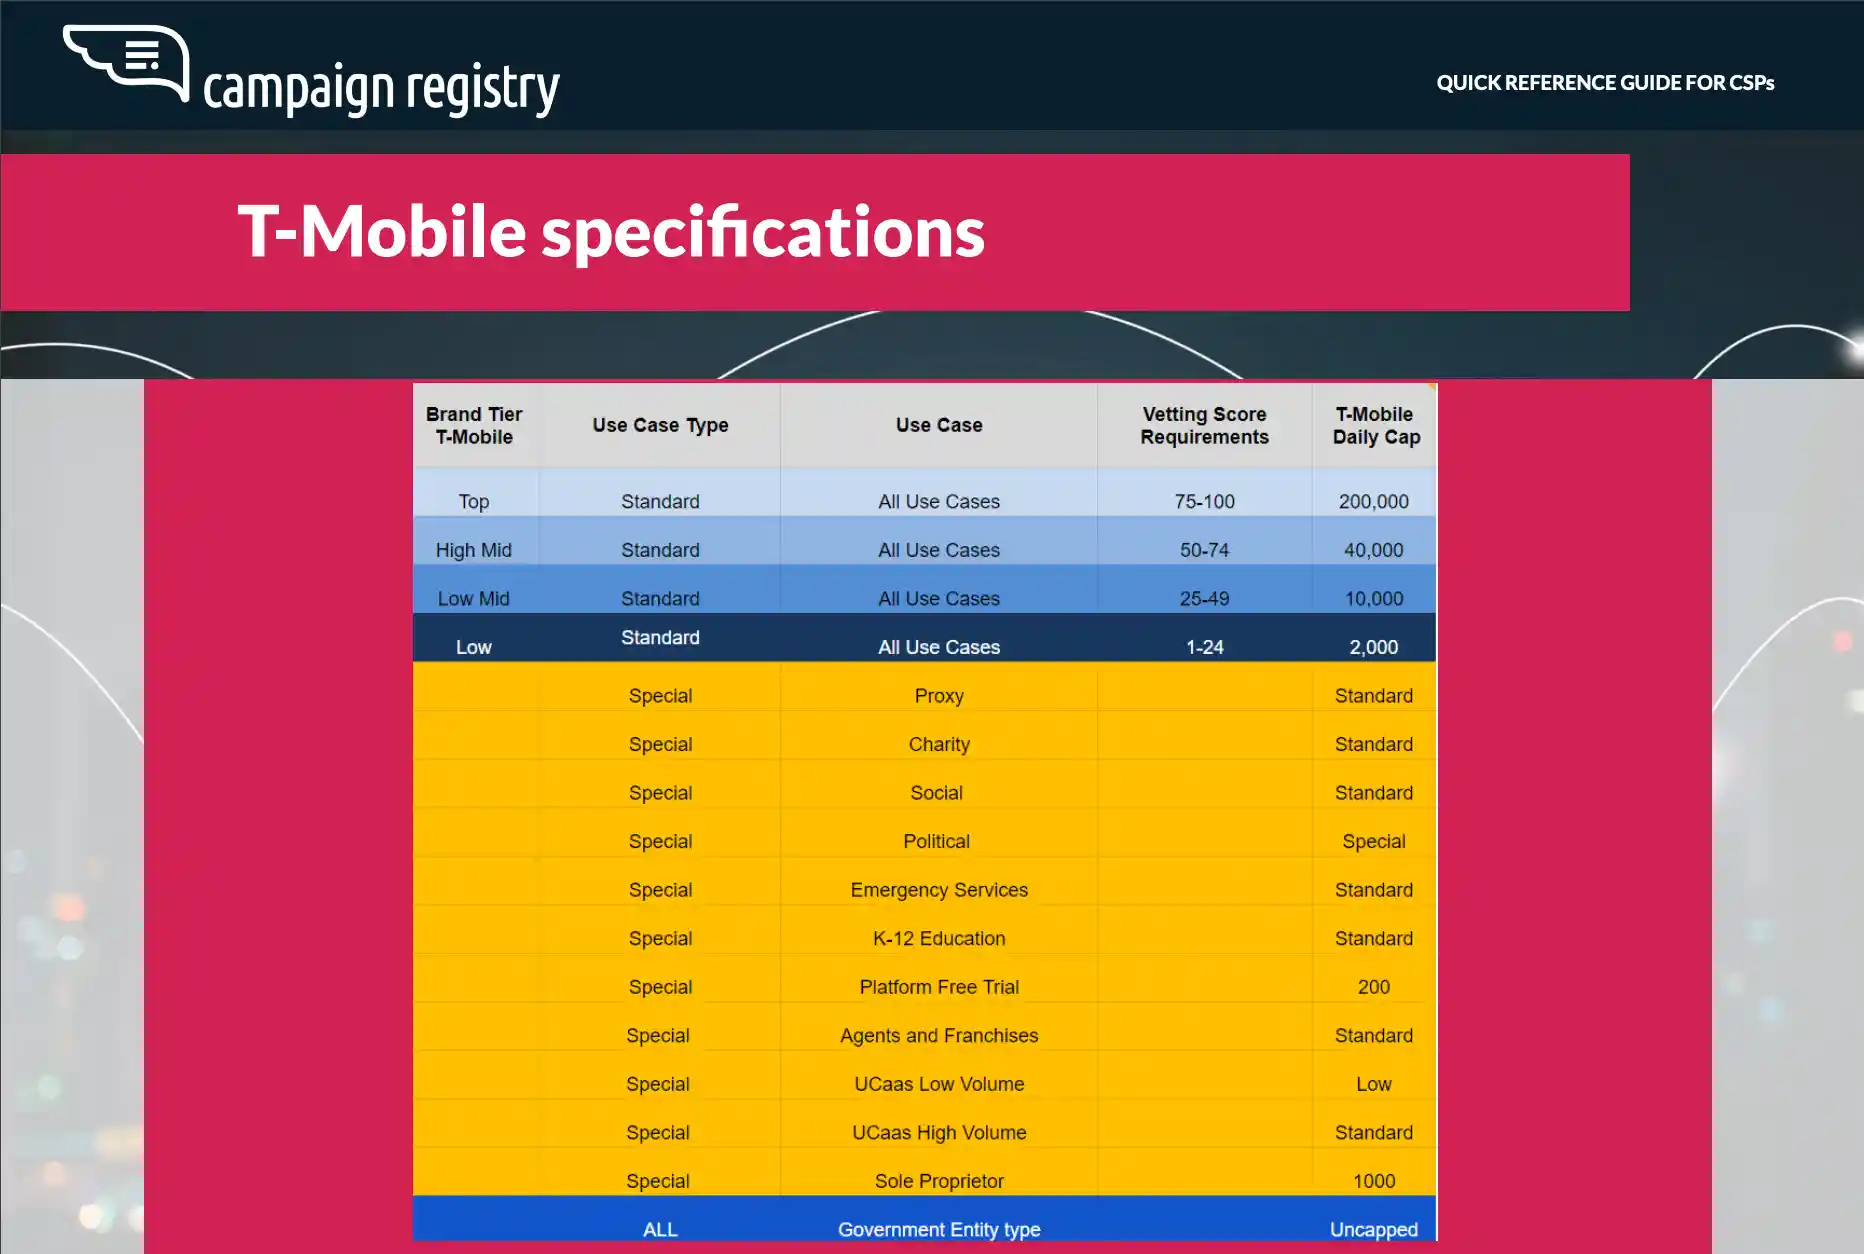 campaign registry
QUICK REFERENCE GUIDE FOR CSPs
T-Mobile specifications
Brand Tier T-Mobile Use Case Type Use Case Vetting Score Requirements T-Mobile Daily Cap
Top Standard All Use Cases 75-100 200,000
High Mid Standard All Use Cases 50-74 40,000
Low Mid Standard All Use Cases 25-49 10,000
Low Standard All Use Cases 1-24 2,000
Special Proxy Standard
Special Charity Standard
Special Social Standard
Special Political Special
Special Emergency Services Standard
Special K-12 Education Standard
Special Platform Free Trial 200
Special Agents and Franchises Standard
Special UCaas Low Volume Low
Special UCaas High Volume Standard
Special Sole Proprietor 1000
ALL Government Entity type Uncapped